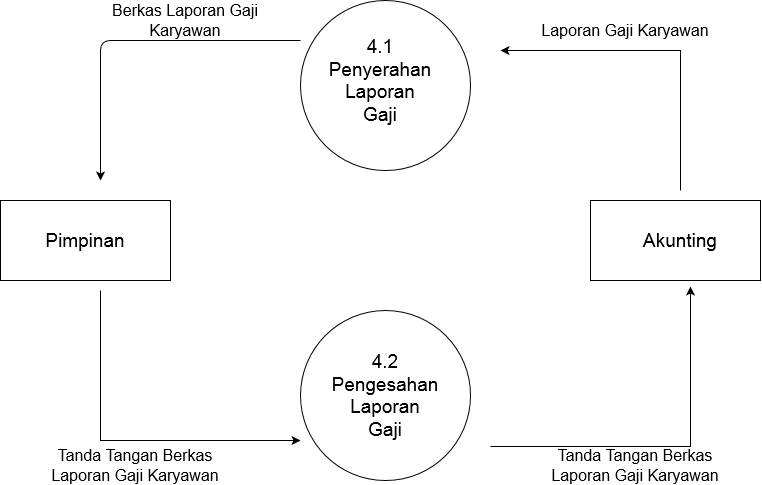 Berkas Laporan Gaji
Karyawan
4.1
Penyerahan
Laporan
Gaji
Laporan Gaji Karyawan
Pimpinan
Akunting
4.2
Pengesahan
Laporan
Gaji
Tanda Tangan Berkas
Laporan Gaji Karyawan
Tanda Tangan Berkas
Laporan Gaji Karyawan